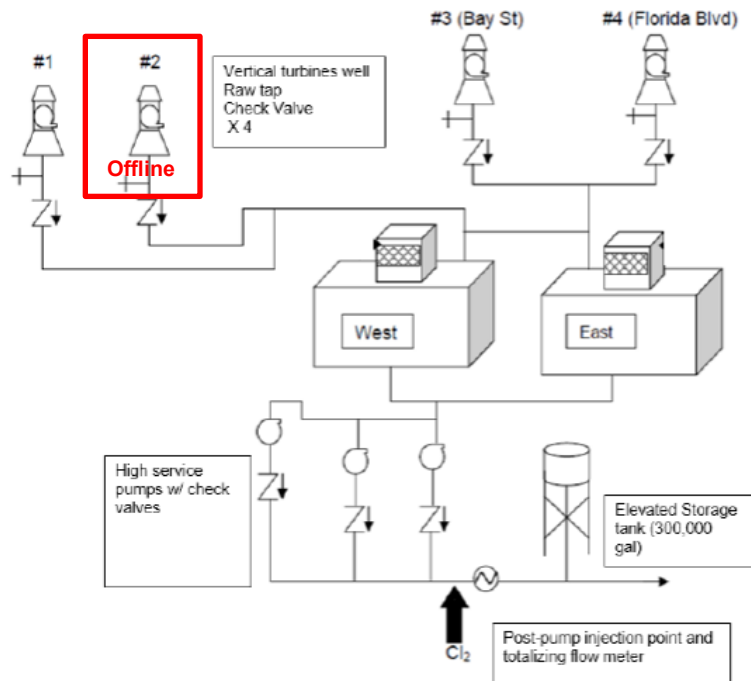 #3 (Bay St)
#4 (Florida Blvd)
#1
#2
Vertical turbines well
Raw tap
Check Valve
X 4
Offline
West
East
High service
pumps w/ check
valves
Elevated Storage
tank (300,000
gal)
Cl₂
Post-pump injection point and
totalizing flow meter